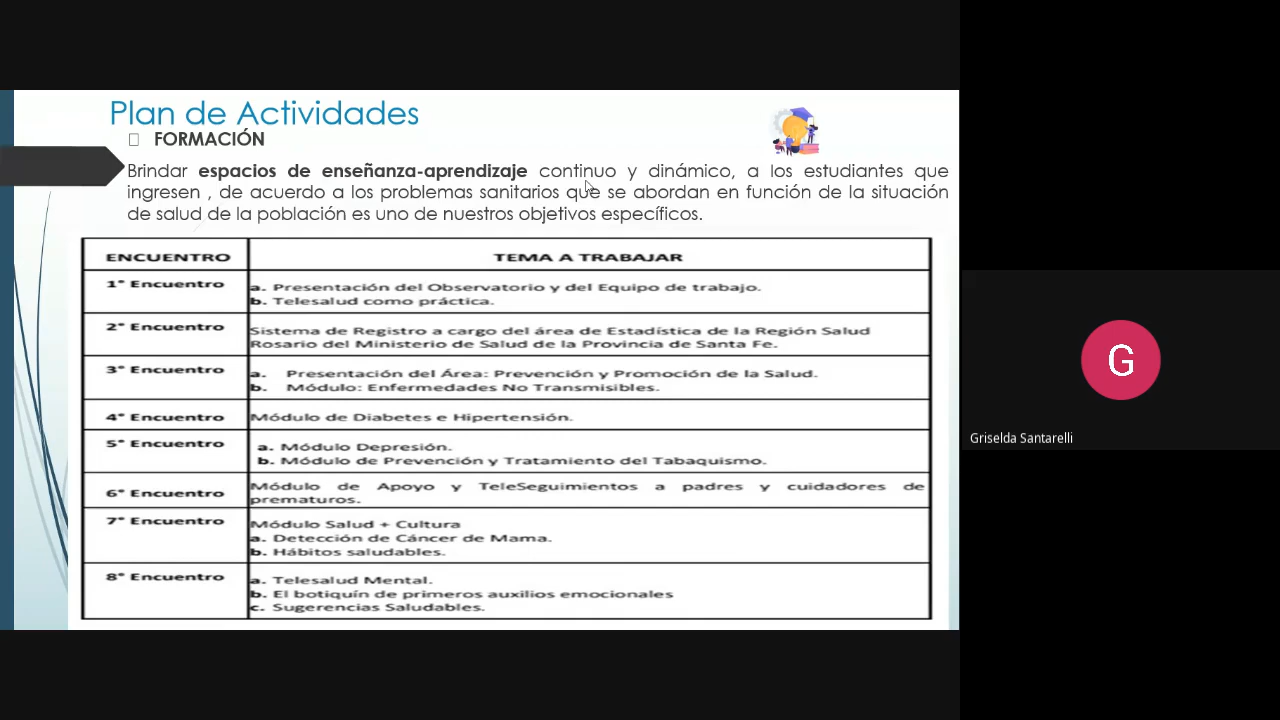 Plan de Actividades
FORMACIÓN
Brindar espacios de enseñanza-aprendizaje continuo y dinámico, a los estudiantes que
ingresen , de acuerdo a los problemas sanitarios que se abordan en función de la situación
de salud de la población es uno de nuestros objetivos específicos.
ENCUENTRO TEMA A TRABAJAR
1° Encuentro
a. Presentación del Observatorio y del Equipo de trabajo.
b. Telesalud como práctica.
2° Encuentro
Sistema de Registro a cargo del área de Estadística de la Región Salud
Rosario del Ministerio de Salud de la Provincia de Santa Fe.
3° Encuentro
a. Presentación del Área: Prevención y Promoción de la Salud.
b. Módulo: Enfermedades No Transmisibles.
4° Encuentro Módulo de Diabetes e Hipertensión.
5° Encuentro
a. Módulo Depresión.
b. Módulo de Prevención y Tratamiento del Tabaquismo.
6° Encuentro
Módulo de Apoyo y TeleSeguimientos a padres y cuidadores de
prematuros.
7° Encuentro
Módulo Salud + Cultura
a. Detección de Cáncer de Mama.
b. Hábitos saludables.
8° Encuentro
a. Telesalud Mental.
b. El botiquín de primeros auxilios emocionales
c. Sugerencias Saludables.
G
Griselda Santarelli